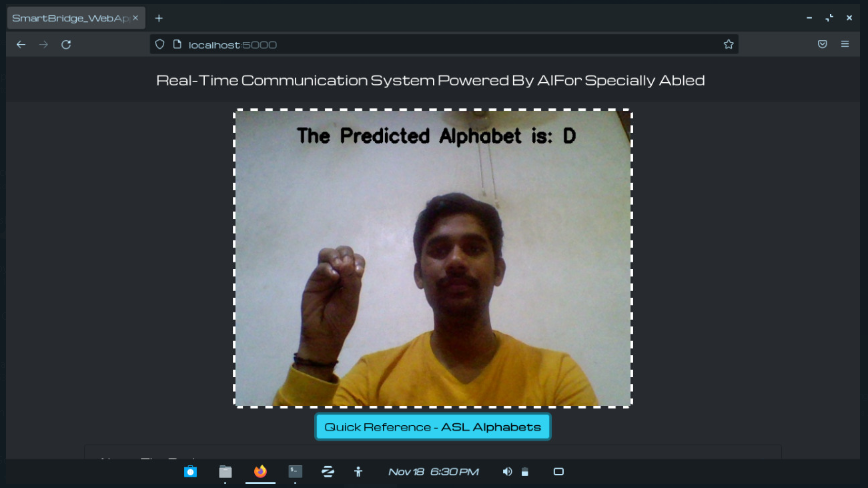 SmartBridge_WebAp
localhost:5000
Real-Time Communication System Powered By AIFor Specially Abled
The Predicted Alphabet is: D
Quick Reference - ASL Alphabets
Nov 18 6:30 PM